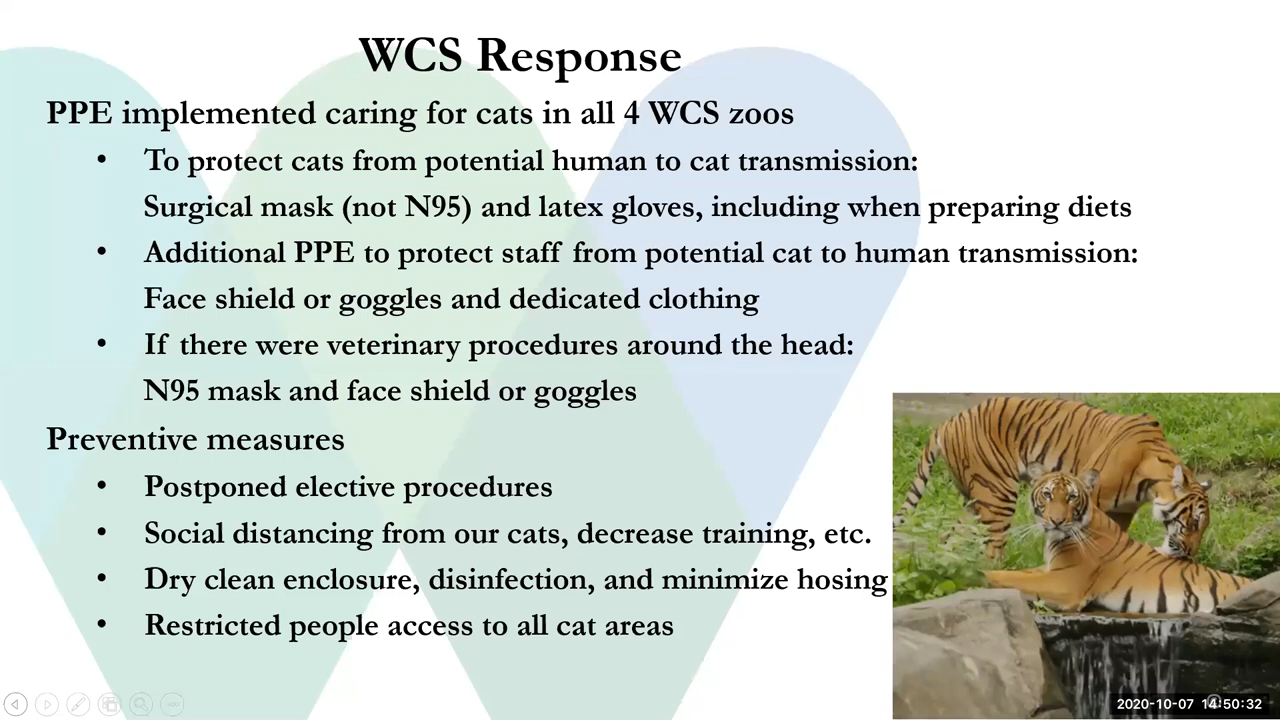 WCS Response
PPE implemented caring for cats in all 4 WCS zoos
• To protect cats from potential human to cat transmission:
Surgical mask (not N95) and latex gloves, including when preparing diets
• Additional PPE to protect staff from potential cat to human transmission:
Face shield or goggles and dedicated clothing
• If there were veterinary procedures around the head:
N95 mask and face shield or goggles
Preventive measures
• Postponed elective procedures
• Social distancing from our cats, decrease training, etc.
• Dry clean enclosure, disinfection, and minimize hosing
• Restricted people access to all cat areas
2020-10-07 14:50:32